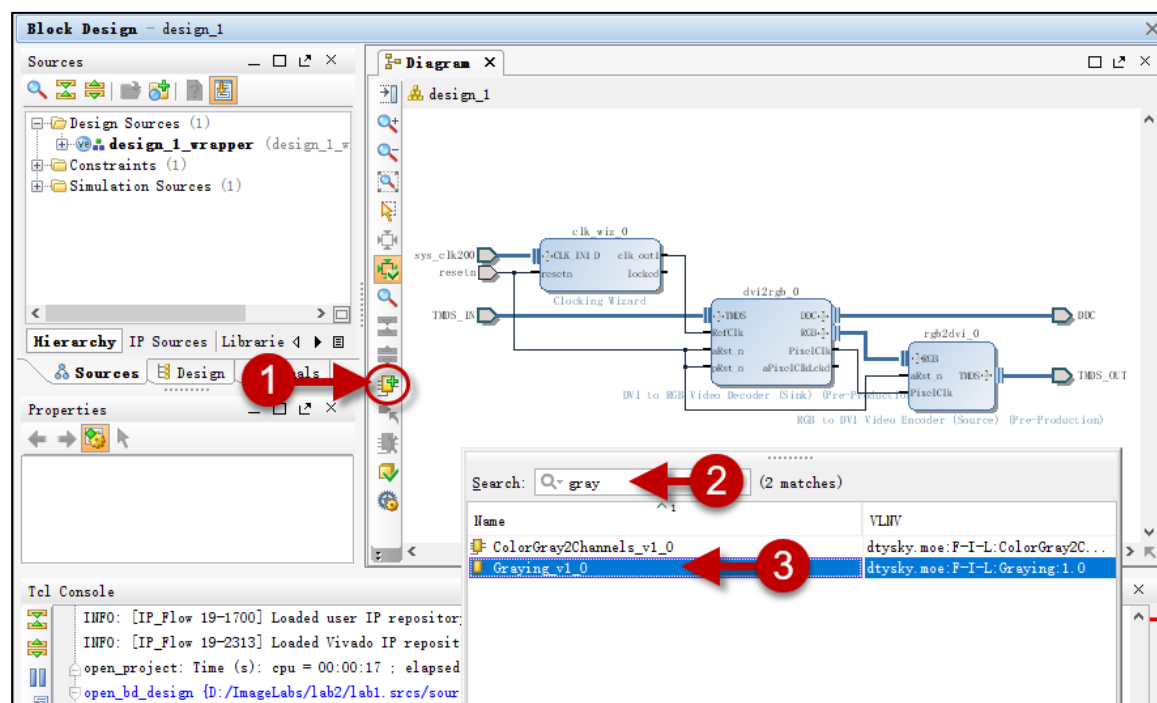 Block Design - design_1
Sources
Design Sources (1)
design_1_wrapper (design_1_w
Constraints (1)
Simulation Sources (1)
Hierarchy IP Sources Librarie
Sources Design als
1
Properties
Diagram
design_1
clk_wiz_0
sys_clk200
resetn
CLK_IN1_D clk_out1
resetn locked
Clocking Wizard
TMDS_IN
dvi2rgb_0
TMDS DDC
RefClk RGB
aRst_n PixelClk
pRst_n aPixelClkLckd
DVI to RGB Video Decoder (Sink) (Pre-Productio
DDC
rgb2dvi_0
RGB
aRst_n TMDS
PixelClk
TMDS_OUT
RGB to DVI Video Encoder (Source) (Pre-Production)
Search: gray 2 (2 matches)
Name 1 VLNV
ColorGray2Channels_v1_0 dtysky.moe:F-I-L:ColorGray2C...
Graying_v1_0 3 dtysky.moe:F-I-L:Graying:1.0
Tcl Console
INFO: [IP_Flow 19-1700] Loaded user IP repositor
INFO: [IP_Flow 19-2313] Loaded Vivado IP reposit
open_project: Time (s): cpu = 00:00:17 ; elapsed
open_bd_design {D:/ImageLabs/lab2/lab1.srcs/sour